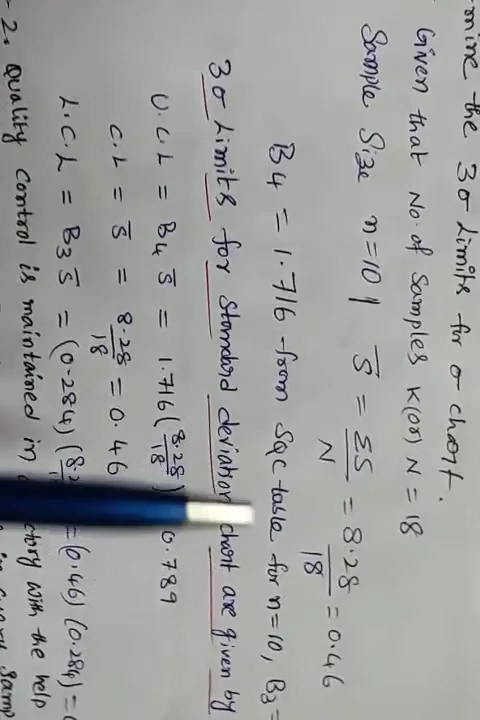 mine the 3σ Limits for σ chart.
Given that No. of Samples K(or) N = 18
Sample Size n = 10 | S̅ = ΣS/N = 8.28/18 = 0.46
B4 = 1.716 from SQC table for n = 10, B3 =
3σ Limits for Standard deviation chart are given by
U.C.L = B4 S̅ = 1.716 (8.28/18) 0.789
C.L = S̅ = 8.28/18 = 0.46
L.C.L = B3 S̅ = (0.284) (8.2 = (0.46) (0.284) =
2. Quality control is maintained in ctory with the help